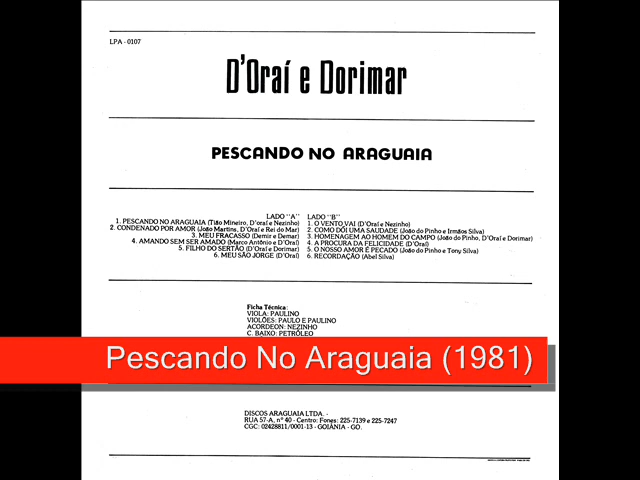 LPA - 0107
D'Oraí e Dorimar
PESCANDO NO ARAGUAIA
LADO "A"
1. PESCANDO NO ARAGUAIA (Tião Mineiro, D'oraí e Nezinho)
2. CONDENADO POR AMOR (João Martins, D'Oraí e Rei do Mar)
3. MEU FRACASSO (Demir e Demar)
4. AMANDO SEM SER AMADO (Marco Antônio e D'Oraí)
5. FILHO DO SERTÃO (D'Oraí e Dorimar)
6. MEU SÃO JORGE (D'Oraí)
LADO "B"
1. O VENTO VAI (D'Oraí e Nezinho)
2. COMO DÓI UMA SAUDADE (João do Pinho e Irmãos Silva)
3. HOMENAGEM AO HOMEM DO CAMPO (João do Pinho, D'Oraí e Dorimar)
4. A PROCURA DA FELICIDADE (D'Oraí)
5. O NOSSO AMOR É PECADO (João do Pinho e Tony Silva)
6. RECORDAÇÃO (Abel Silva)
Ficha Técnica:
VIOLA: PAULINO
VIOLÕES: PAULO E PAULINO
ACORDEON: NEZINHO
C. BAIXO: PETRÓLEO
Pescando No Araguaia (1981)
DISCOS ARAGUAIA LTDA. -
RUA 57-A, nº 40 - Centro: Fones: 225-7139 e 225-7247
CGC: 02428811/0001-13 - GOIÂNIA - GO.